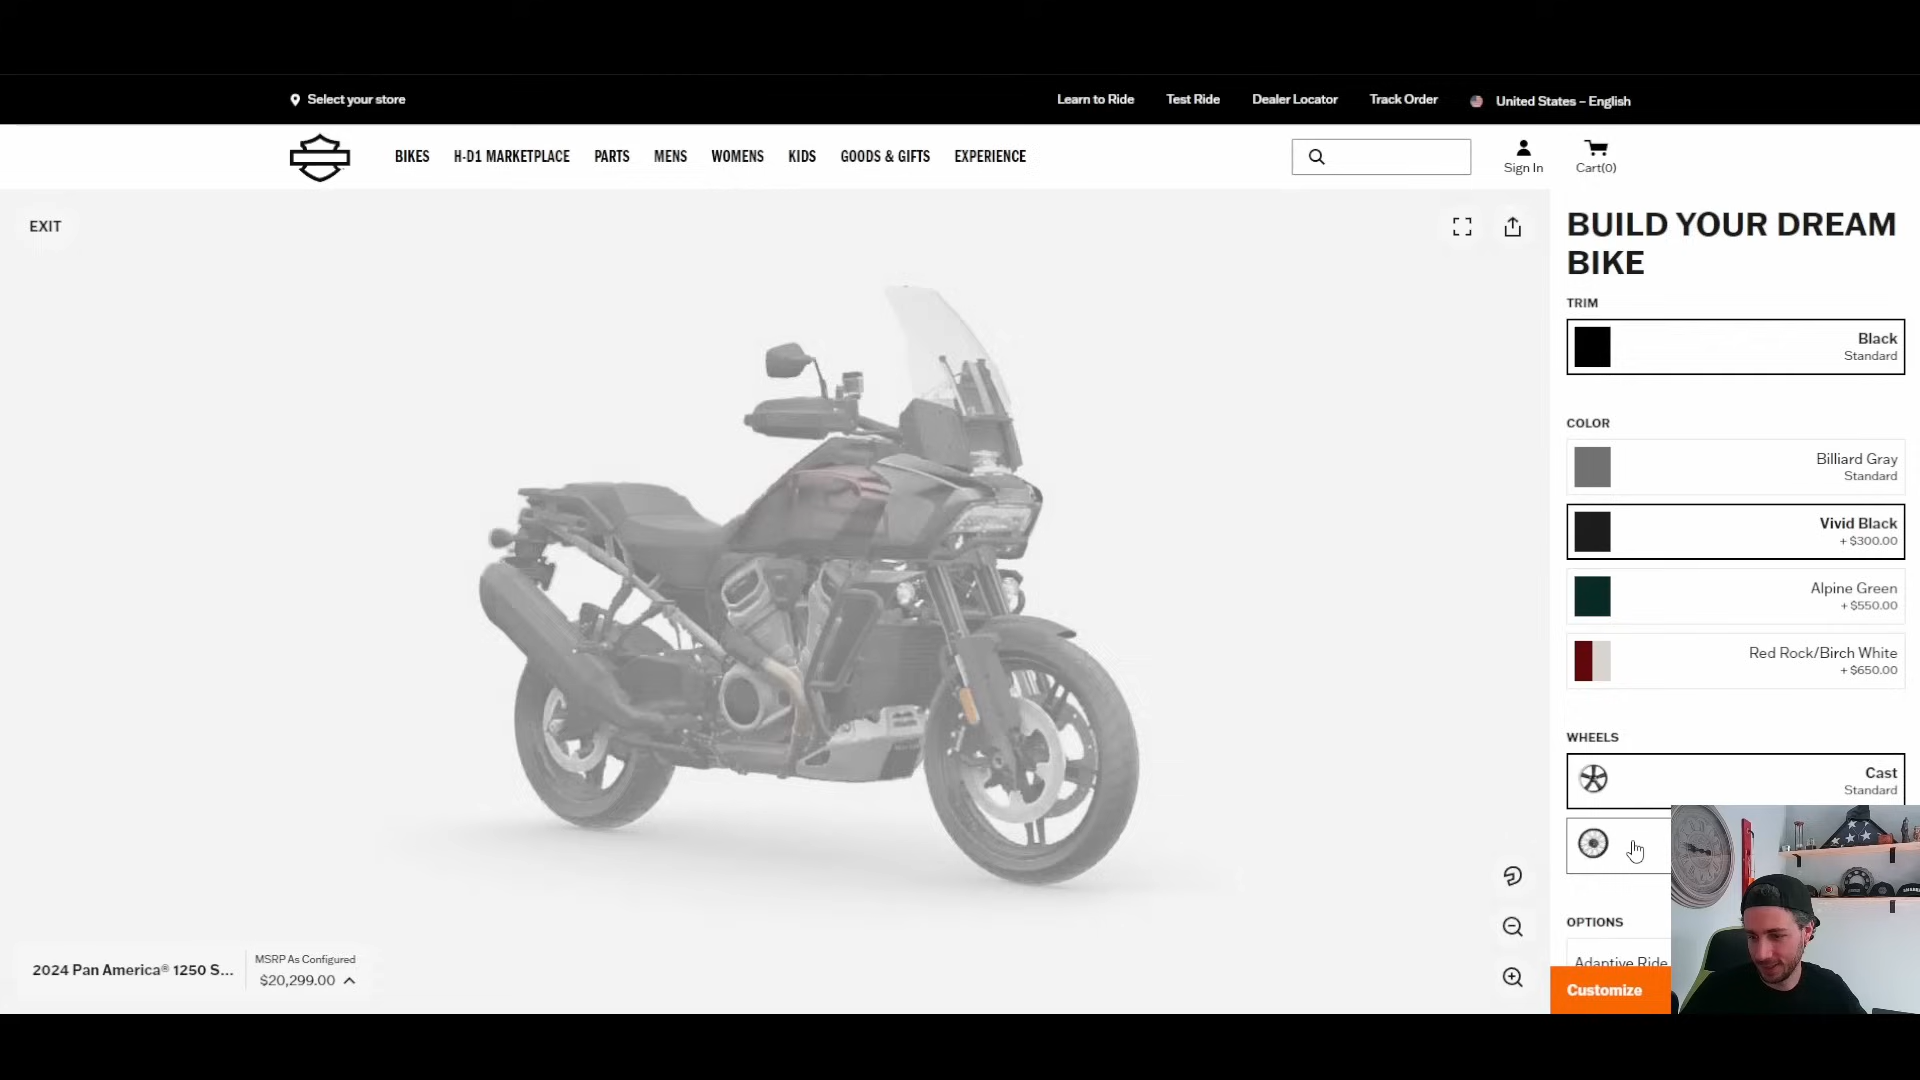 Select your store
Learn to Ride
Test Ride
Dealer Locator
Track Order
United States – English
BIKES
H-D1 MARKETPLACE
PARTS
MENS
WOMENS
KIDS
GOODS & GIFTS
EXPERIENCE
Sign In
Cart(0)
EXIT
BUILD YOUR DREAM
BIKE
TRIM
Black
Standard
COLOR
Billiard Gray
Standard
Vivid Black
+ $300.00
Alpine Green
+ $550.00
Red Rock/Birch White
+ $650.00
WHEELS
Cast
Standard
OPTIONS
Adaptive Ride
Customize
2024 Pan America® 1250 S...
MSRP As Configured
$20,299.00